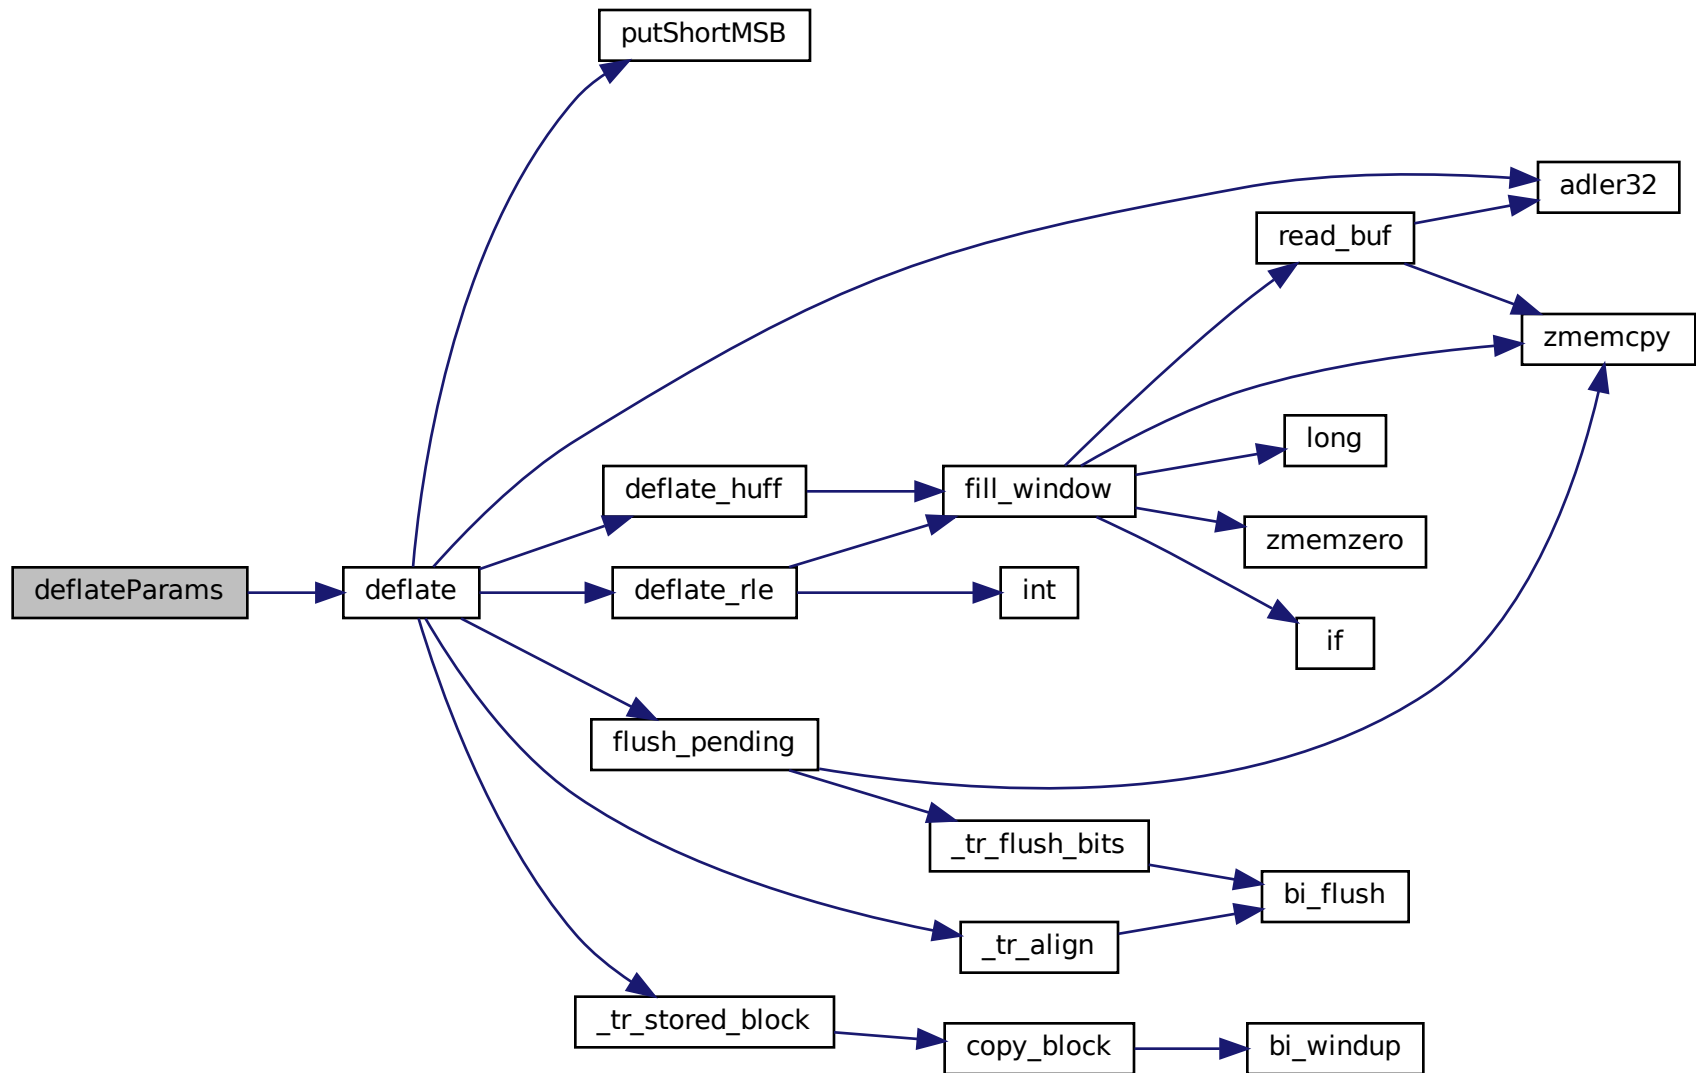 putShortMSB
adler32
read_buf
zmemcpy
long
deflate_huff
fill_window
zmemzero
deflateParams
deflate
deflate_rle
int
if
flush_pending
_tr_flush_bits
bi_flush
_tr_align
_tr_stored_block
copy_block
bi_windup